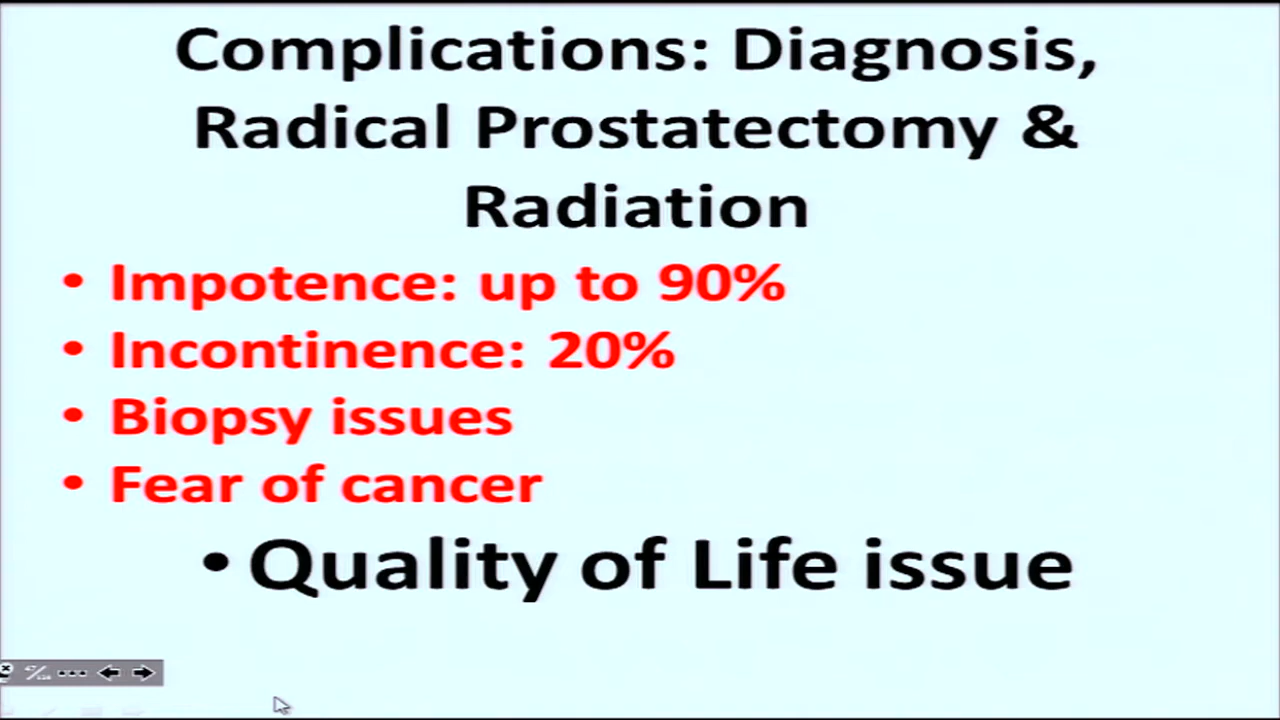 Complications: Diagnosis,
Radical Prostatectomy &
Radiation
• Impotence: up to 90%
• Incontinence: 20%
• Biopsy issues
• Fear of cancer
• Quality of Life issue